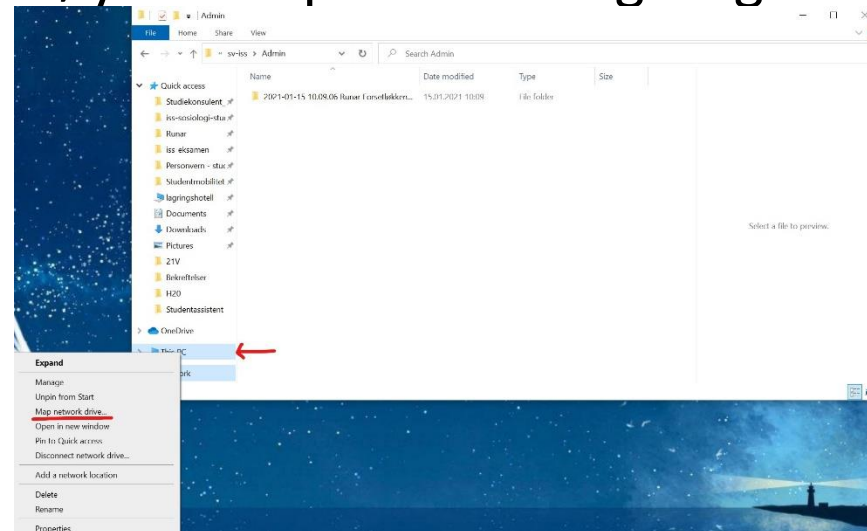 Admin
File Home Share View
sv-iss > Admin
Search Admin
Name Date modified Type Size
Quick access
Studiekonsulent_
iss-sosiologi-stu
Runar
iss eksamen
Personvern - stu
Studentmobilitet
lagringshotell
Documents
Downloads
Pictures
21V
Bekreftelser
H20
Studentassistent
OneDrive
This PC
2021-01-15 10.09.06 Runar Forsetløkken... 15.01.2021 10:09 File folder
Select a file to preview.
Expand
Manage
Unpin from Start
Map network drive...
Open in new window
Pin to Quick access
Disconnect network drive...
Add a network location
Delete
Rename
Properties